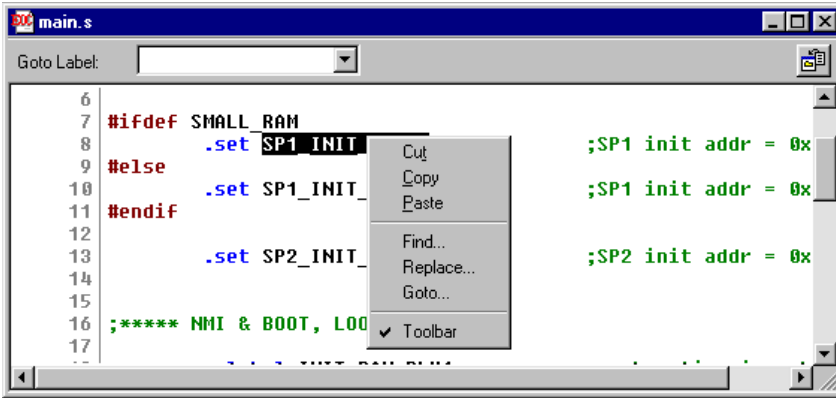 DOC main.s
Goto Label:
6
7 #ifdef SMALL_RAM
8 .set SP1_INIT_ ;SP1 init addr = 0x
9 #else
10 .set SP1_INIT_ ;SP1 init addr = 0x
11 #endif
12
13 .set SP2_INIT_ ;SP2 init addr = 0x
14
15
16 ;***** NMI & BOOT, LOO
17
Cut
Copy
Paste
Find...
Replace...
Goto...
✓ Toolbar